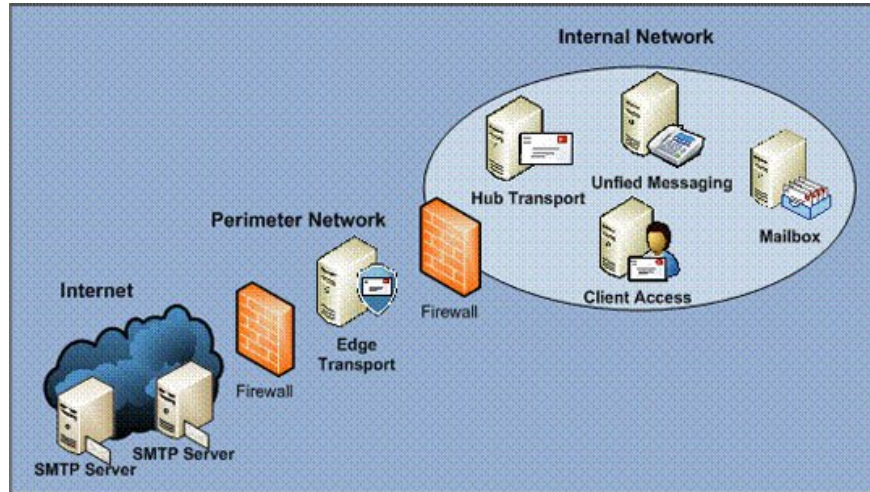 Internal Network
Hub Transport
Unfied Messaging
Mailbox
Client Access
Perimeter Network
Firewall
Edge
Transport
Internet
Firewall
SMTP Server
SMTP Server